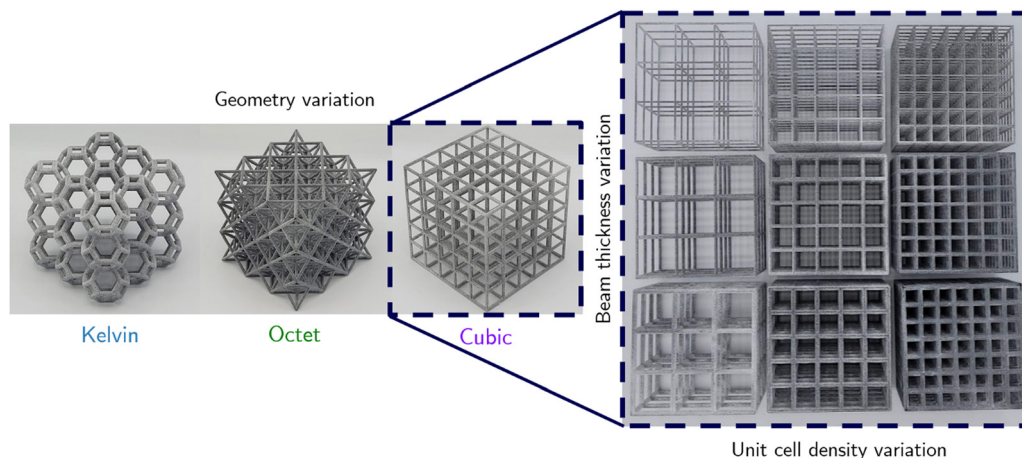 Geometry variation
Kelvin
Octet
Cubic
Beam thickness variation
Unit cell density variation